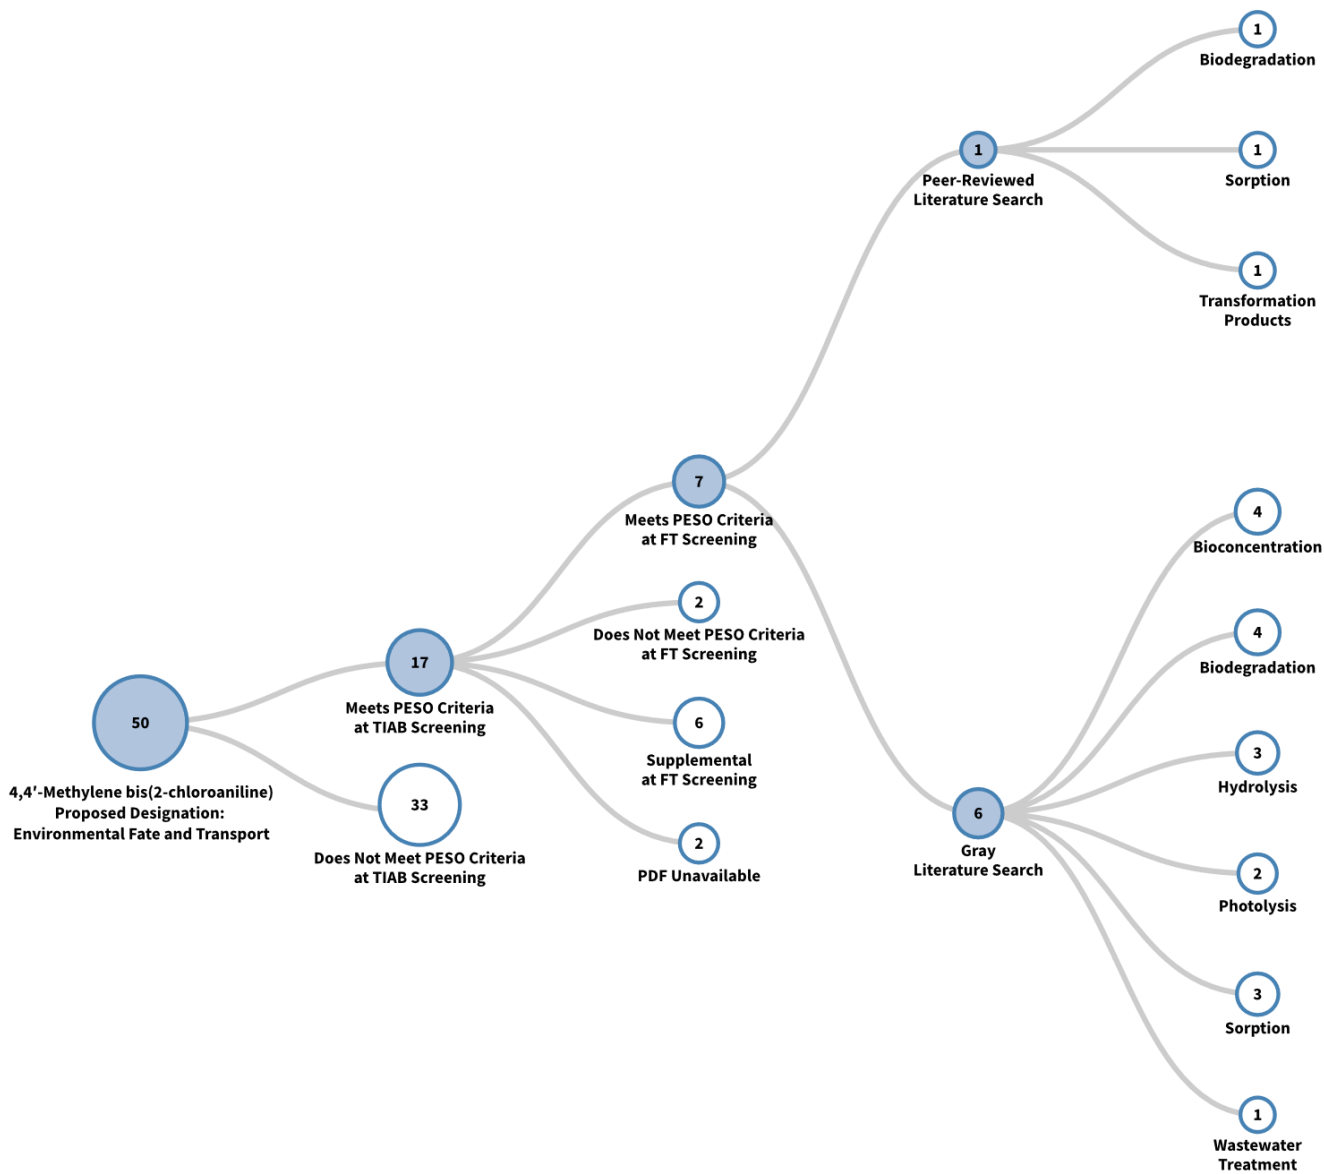 50
4,4′-Methylene bis(2-chloroaniline)
Proposed Designation:
Environmental Fate and Transport
17
Meets PESO Criteria
at TIAB Screening
33
Does Not Meet PESO Criteria
at TIAB Screening
7
Meets PESO Criteria
at FT Screening
2
Does Not Meet PESO Criteria
at FT Screening
6
Supplemental
at FT Screening
2
PDF Unavailable
1
Peer-Reviewed
Literature Search
6
Gray
Literature Search
1
Biodegradation
1
Sorption
1
Transformation
Products
4
Bioconcentration
4
Biodegradation
3
Hydrolysis
2
Photolysis
3
Sorption
1
Wastewater
Treatment